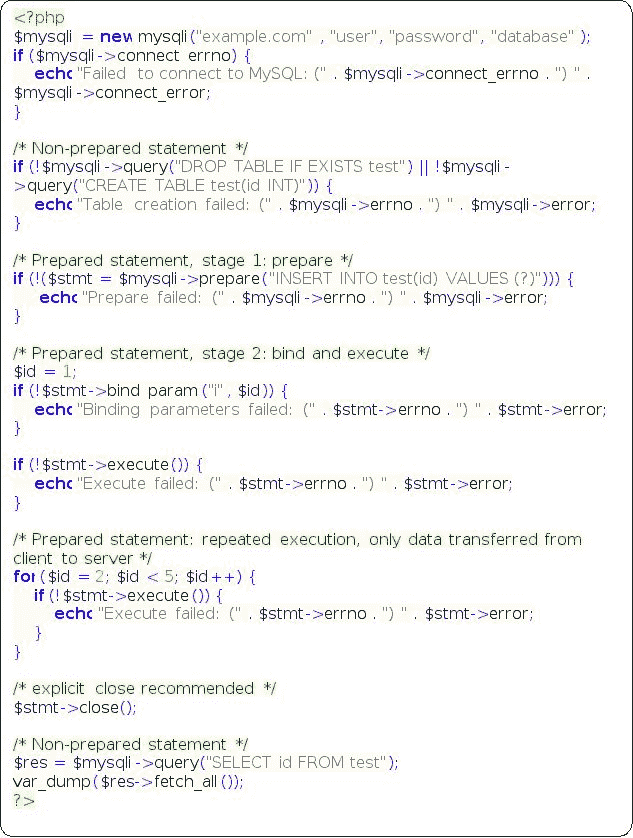 <?php
$mysqli = new mysqli("example.com" , "user", "password", "database" );
if ($mysqli->connect_errno) {
    echo "Failed to connect to MySQL: (" . $mysqli->connect_errno . ") " .
$mysqli->connect_error;
}

/* Non-prepared statement */
if (!$mysqli->query("DROP TABLE IF EXISTS test") || !$mysqli-
>query("CREATE TABLE test(id INT)")) {
    echo "Table creation failed: (" . $mysqli->errno . ") " . $mysqli->error;
}

/* Prepared statement, stage 1: prepare */
if (!($stmt = $mysqli->prepare("INSERT INTO test(id) VALUES (?)"))) {
     echo "Prepare failed: (" . $mysqli->errno . ") " . $mysqli->error;
}

/* Prepared statement, stage 2: bind and execute */
$id = 1;
if (!$stmt->bind_param("i", $id)) {
    echo "Binding parameters failed: (" . $stmt->errno . ") " . $stmt->error;
}

if (!$stmt->execute()) {
    echo "Execute failed: (" . $stmt->errno . ") " . $stmt->error;
}

/* Prepared statement: repeated execution, only data transferred from
client to server */
for ($id = 2; $id < 5; $id++) {
    if (!$stmt->execute()) {
        echo "Execute failed: (" . $stmt->errno . ") " . $stmt->error;
    }
}

/* explicit close recommended */
$stmt->close();

/* Non-prepared statement */
$res = $mysqli->query("SELECT id FROM test");
var_dump($res->fetch_all());
?>